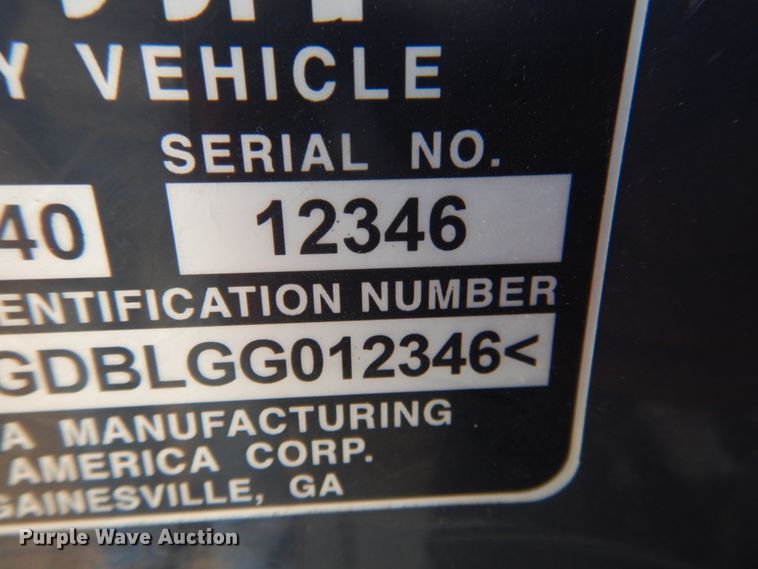 Y VEHICLE
SERIAL NO.
40 12346
ENTIFICATION NUMBER
GDBLGG012346<
A MANUFACTURING
AMERICA CORP.
GAINESVILLE, GA
Purple Wave Auction